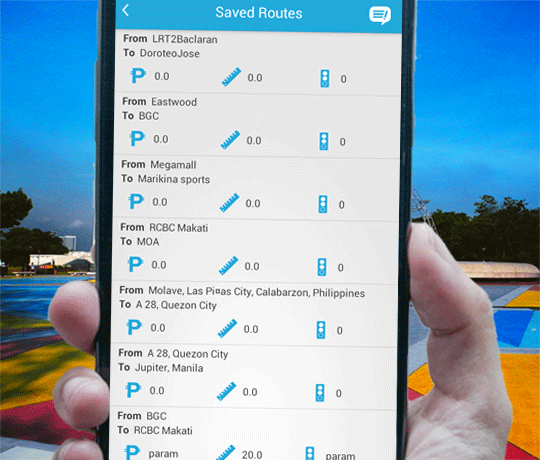 Saved Routes
From LRT2Baclaran
To DoroteoJose
0.0 0.0 0
From Eastwood
To BGC
0.0 0.0 0
From Megamall
To Marikina sports
0.0 0.0 0
From RCBC Makati
To MOA
0.0 0.0 0
From Molave, Las Pi¤as City, Calabarzon, Philippines
To A 28, Quezon City
0.0 0.0 0
From A 28, Quezon City
To Jupiter, Manila
0.0 0.0 0
From BGC
To RCBC Makati
param 20.0 param